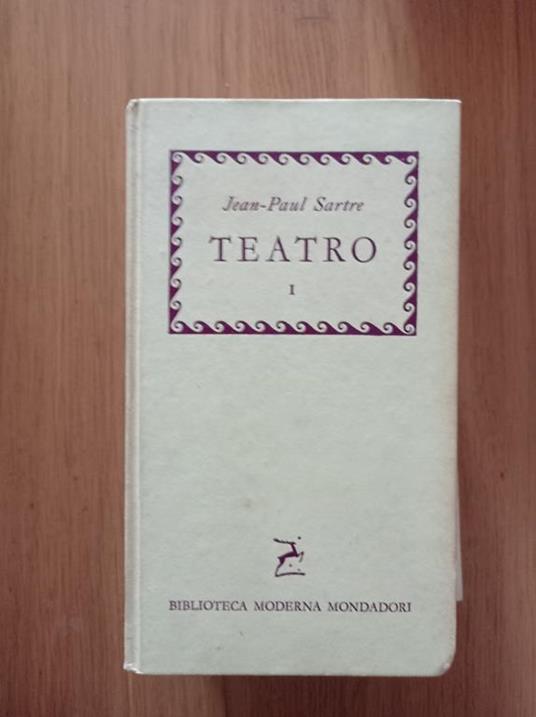 Jean-Paul Sartre
TEATRO
I
BIBLIOTECA MODERNA MONDADORI